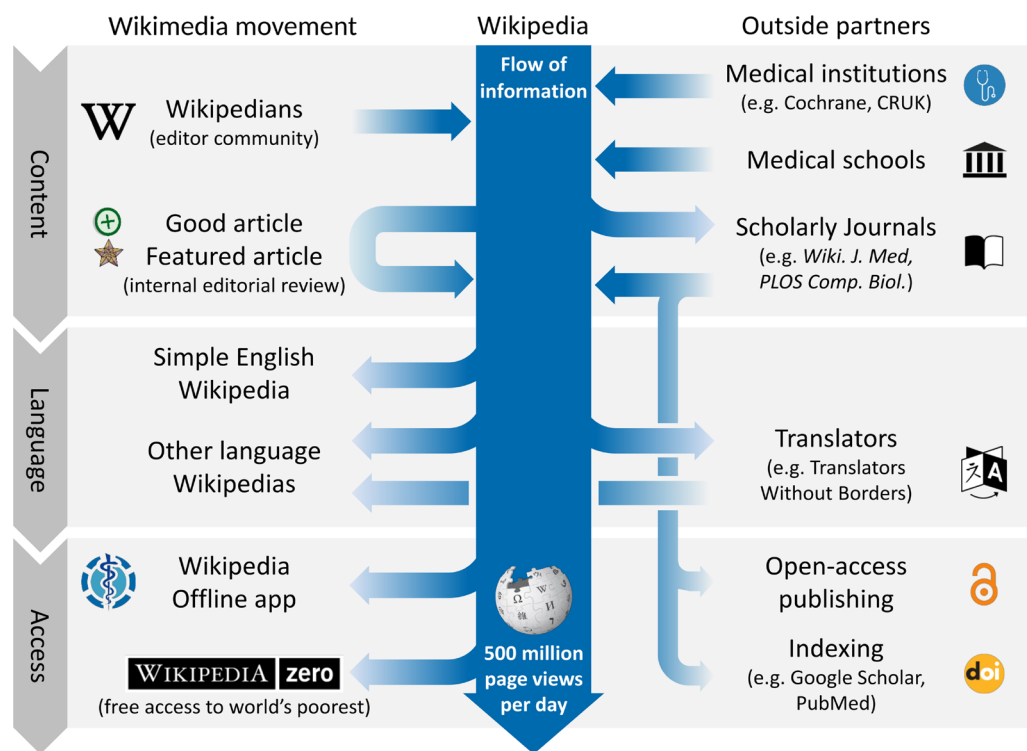 Wikimedia movement
Wikipedia
Outside partners
Content
Flow of
information
W
Wikipedians
(editor community)
Medical institutions
(e.g. Cochrane, CRUK)
Medical schools
Good article
Featured article
(internal editorial review)
Scholarly Journals
(e.g. Wiki. J. Med,
PLOS Comp. Biol.)
Language
Simple English
Wikipedia
Other language
Wikipedias
Translators
(e.g. Translators
Without Borders)
A
Access
Wikipedia
Offline app
WIKIPEDIA zero
(free access to world's poorest)
Ω W И
500 million
page views
per day
Open-access
publishing
Indexing
(e.g. Google Scholar,
PubMed)
doi